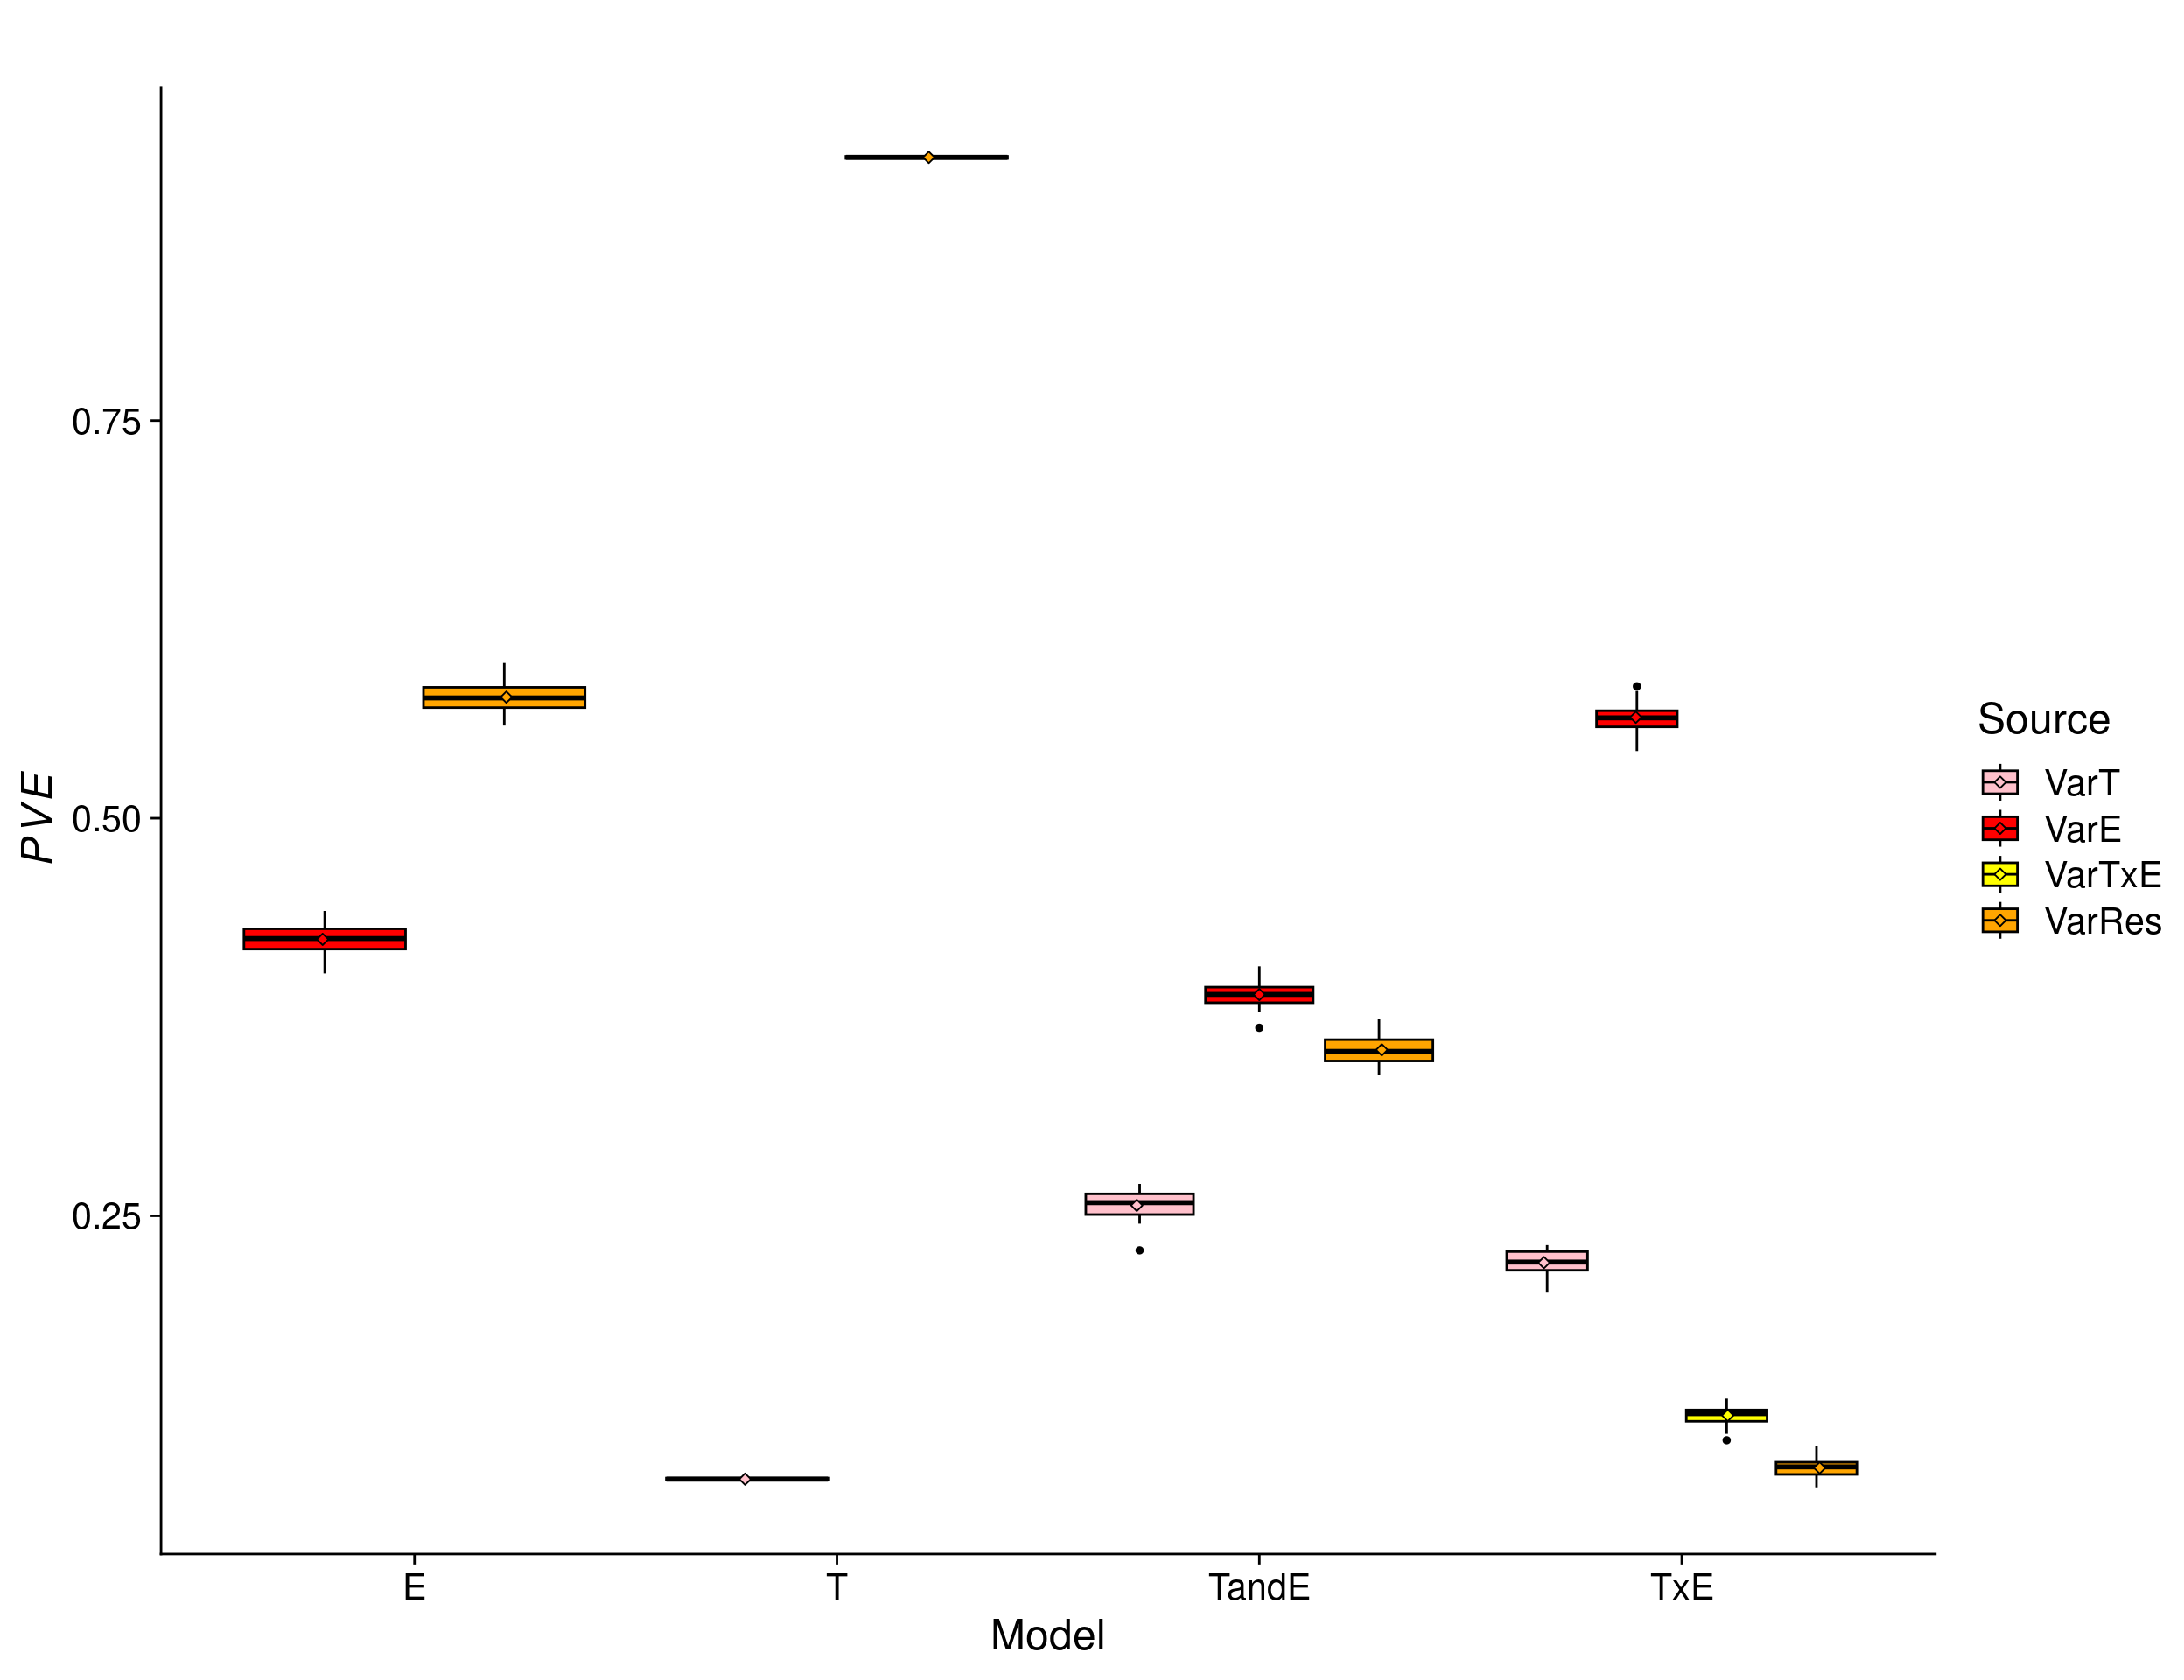 PVE
0.75
0.50
0.25
E
T
TandE
TxE
Model
Source
VarT
VarE
VarTxE
VarRes